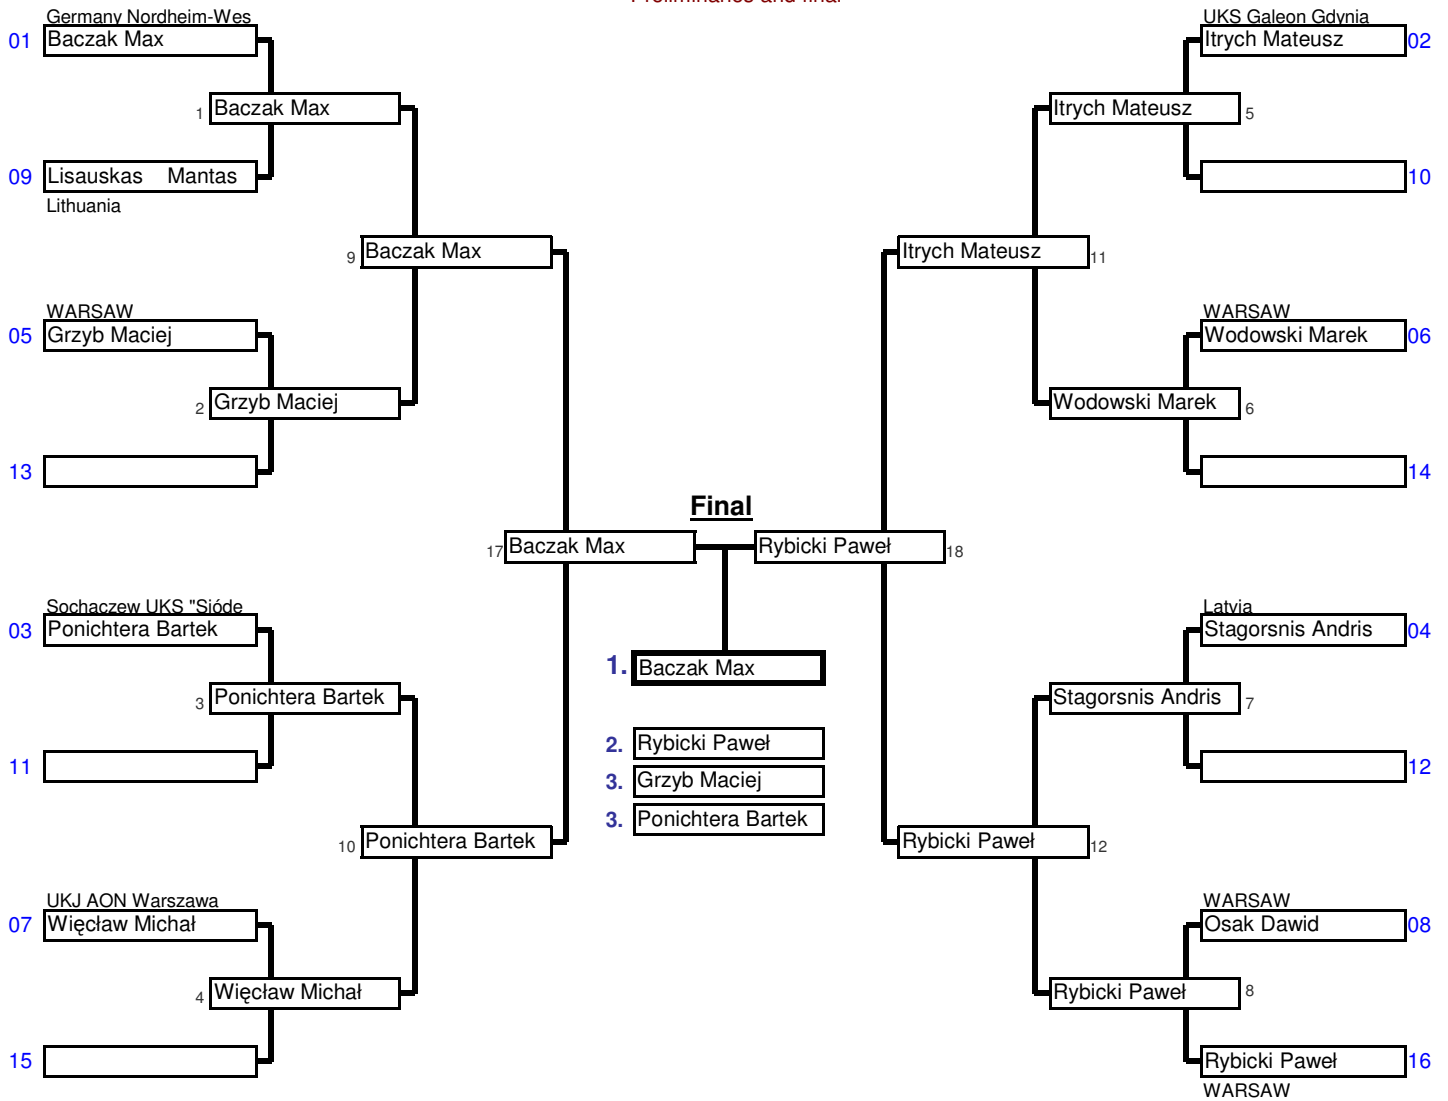 Preliminaries and final
Germany Nordheim-Wes
01 Baczak Max
1 Baczak Max
09 Lisauskas Mantas
Lithuania
9 Baczak Max
WARSAW
05 Grzyb Maciej
2 Grzyb Maciej
13
17 Baczak Max
Sochaczew UKS "Sióde
03 Ponichtera Bartek
3 Ponichtera Bartek
11
10 Ponichtera Bartek
UKJ AON Warszawa
07 Więcław Michał
4 Więcław Michał
15
Final
1. Baczak Max
2. Rybicki Paweł
3. Grzyb Maciej
3. Ponichtera Bartek
UKS Galeon Gdynia
Itrych Mateusz 02
Itrych Mateusz 5
10
Itrych Mateusz 11
WARSAW
Wodowski Marek 06
Wodowski Marek 6
14
Rybicki Paweł 18
Latvia
Stagorsnis Andris 04
Stagorsnis Andris 7
12
Rybicki Paweł 12
WARSAW
Osak Dawid 08
Rybicki Paweł 8
Rybicki Paweł 16
WARSAW